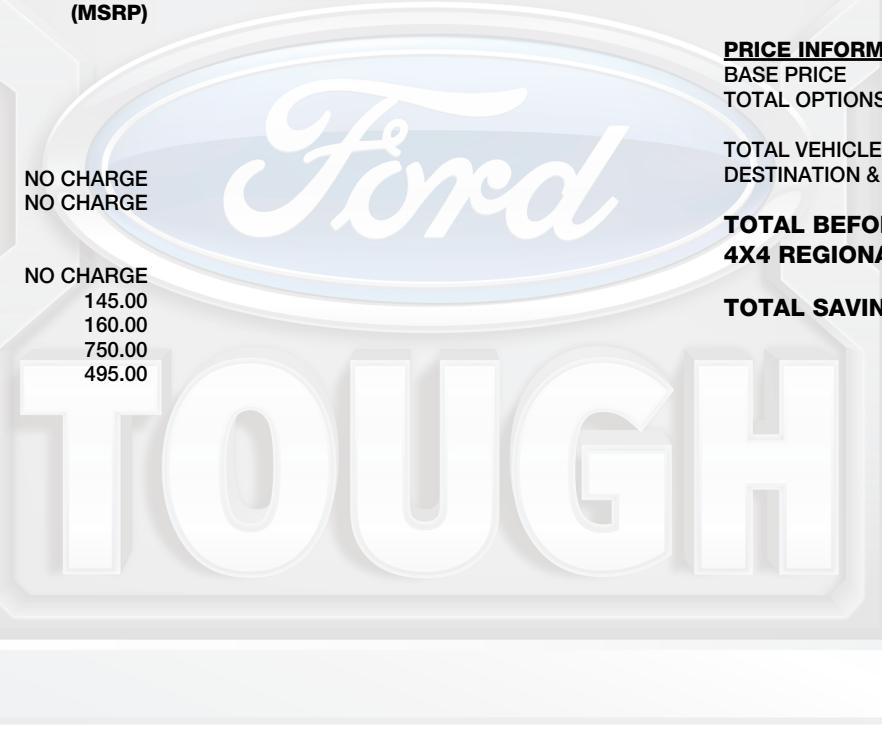 (MSRP)
NO CHARGE
NO CHARGE
NO CHARGE
145.00
160.00
750.00
495.00
PRICE INFORM
BASE PRICE
TOTAL OPTIONS
TOTAL VEHICLE
DESTINATION &
TOTAL BEFO
4X4 REGIONA
TOTAL SAVIN
Ford
TOUGH